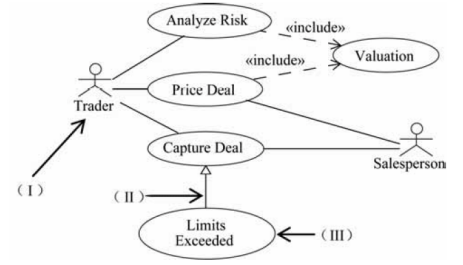 Analyze Risk
«include»
«include»
Valuation
Price Deal
Trader
Capture Deal
Salesperson
(I)
(II)
Limits
Exceeded
(III)